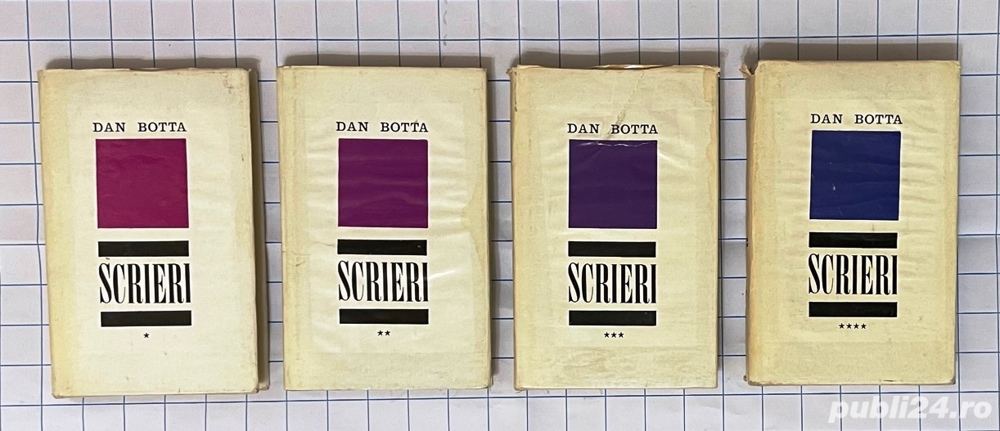 DAN BOTTA
SCRIERI
*
DAN BOTTA
SCRIERI
**
DAN BOTTA
SCRIERI
***
DAN BOTTA
SCRIERI
****
publi24.ro